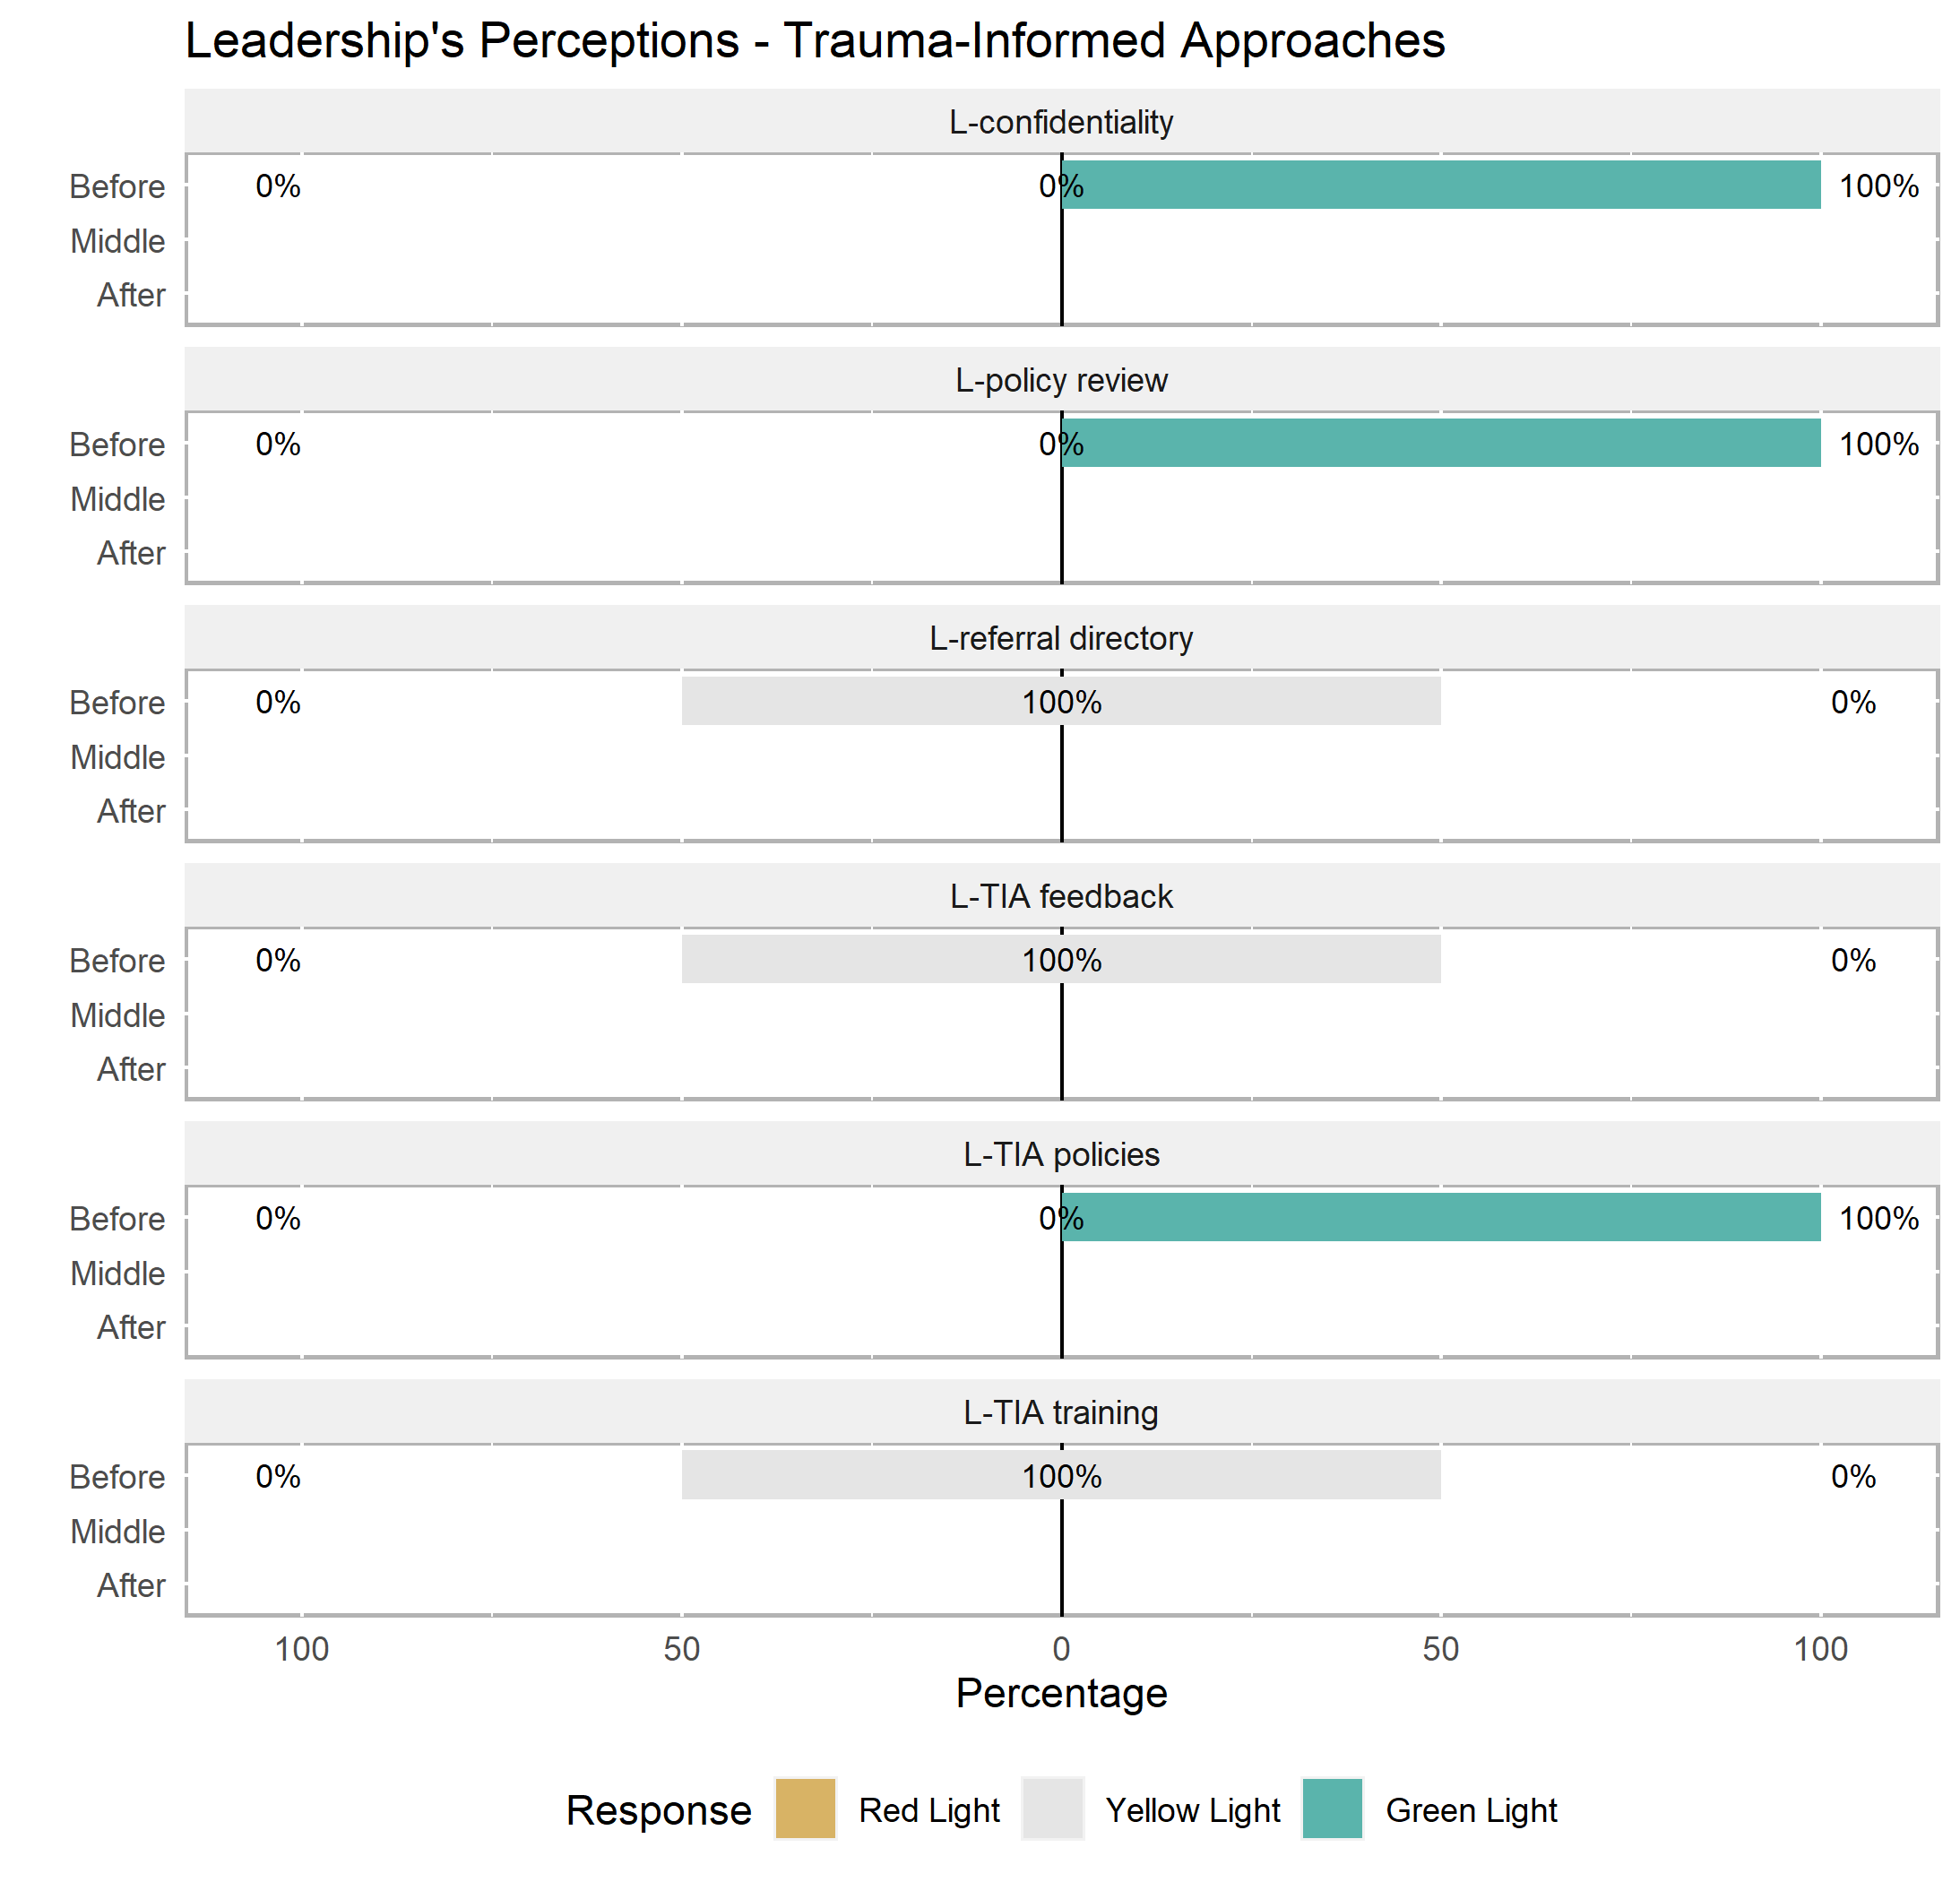 Leadership's Perceptions - Trauma-Informed Approaches
L-confidentiality
Before 0% 0% 100%
Middle
After
L-policy review
Before 0% 0% 100%
Middle
After
L-referral directory
Before 0% 100% 0%
Middle
After
L-TIA feedback
Before 0% 100% 0%
Middle
After
L-TIA policies
Before 0% 0% 100%
Middle
After
L-TIA training
Before 0% 100% 0%
Middle
After
100 50 0 50 100
Percentage
Response Red Light Yellow Light Green Light